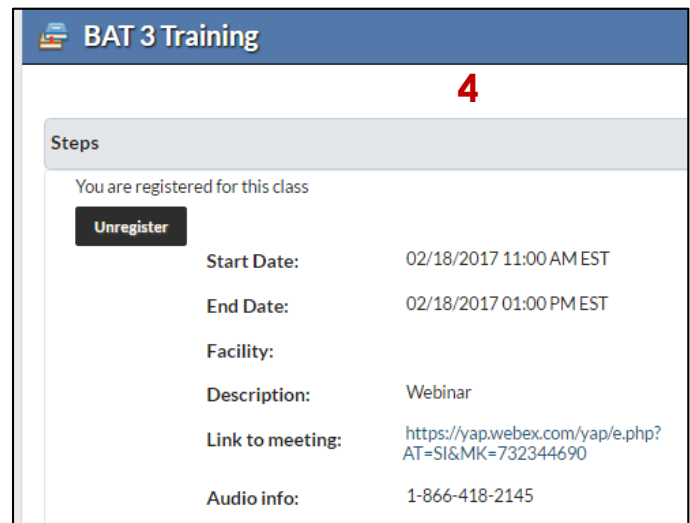 BAT 3 Training
4
Steps
You are registered for this class
Unregister
Start Date: 02/18/2017 11:00 AM EST
End Date: 02/18/2017 01:00 PM EST
Facility:
Description: Webinar
Link to meeting: https://yap.webex.com/yap/e.php?
AT=SI&MK=732344690
Audio info: 1-866-418-2145